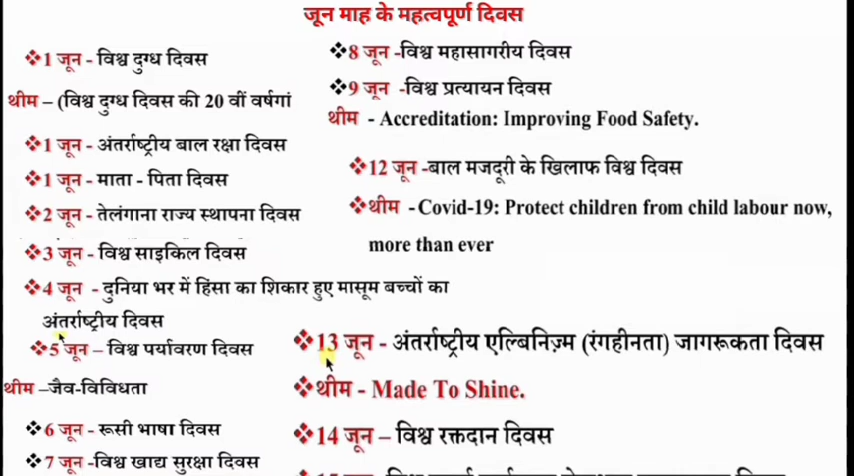 जून माह के महत्वपूर्ण दिवस
❖1 जून - विश्व दुग्ध दिवस
थीम – (विश्व दुग्ध दिवस की 20 वीं वर्षगां
❖1 जून - अंतर्राष्ट्रीय बाल रक्षा दिवस
❖1 जून - माता - पिता दिवस
❖2 जून - तेलंगाना राज्य स्थापना दिवस
❖3 जून - विश्व साइकिल दिवस
❖4 जून - दुनिया भर में हिंसा का शिकार हुए मासूम बच्चों का
अंतर्राष्ट्रीय दिवस
❖5 जून – विश्व पर्यावरण दिवस
थीम –जैव-विविधता
❖6 जून - रूसी भाषा दिवस
❖7 जून -विश्व खाद्य सुरक्षा दिवस
❖8 जून -विश्व महासागरीय दिवस
❖9 जून -विश्व प्रत्यायन दिवस
थीम - Accreditation: Improving Food Safety.
❖12 जून -बाल मजदूरी के खिलाफ विश्व दिवस
❖थीम - Covid-19: Protect children from child labour now,
more than ever
❖13 जून - अंतर्राष्ट्रीय एल्बिनिज़्म (रंगहीनता) जागरूकता दिवस
❖थीम - Made To Shine.
❖14 जून – विश्व रक्तदान दिवस